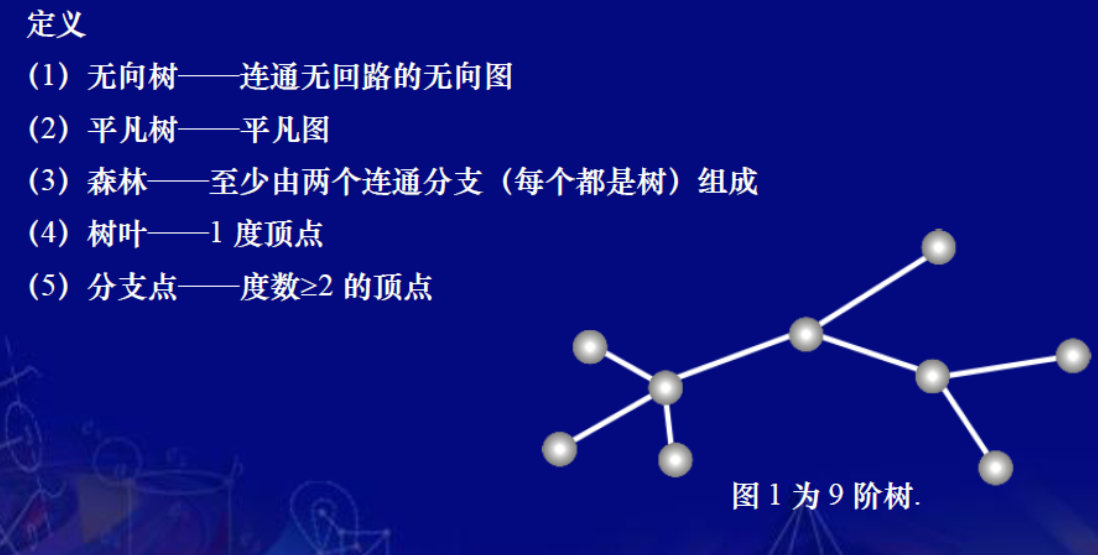 定义
(1) 无向树——连通无回路的无向图
(2) 平凡树——平凡图
(3) 森林——至少由两个连通分支（每个都是树）组成
(4) 树叶——1 度顶点
(5) 分支点——度数≥2 的顶点
图 1 为 9 阶树.